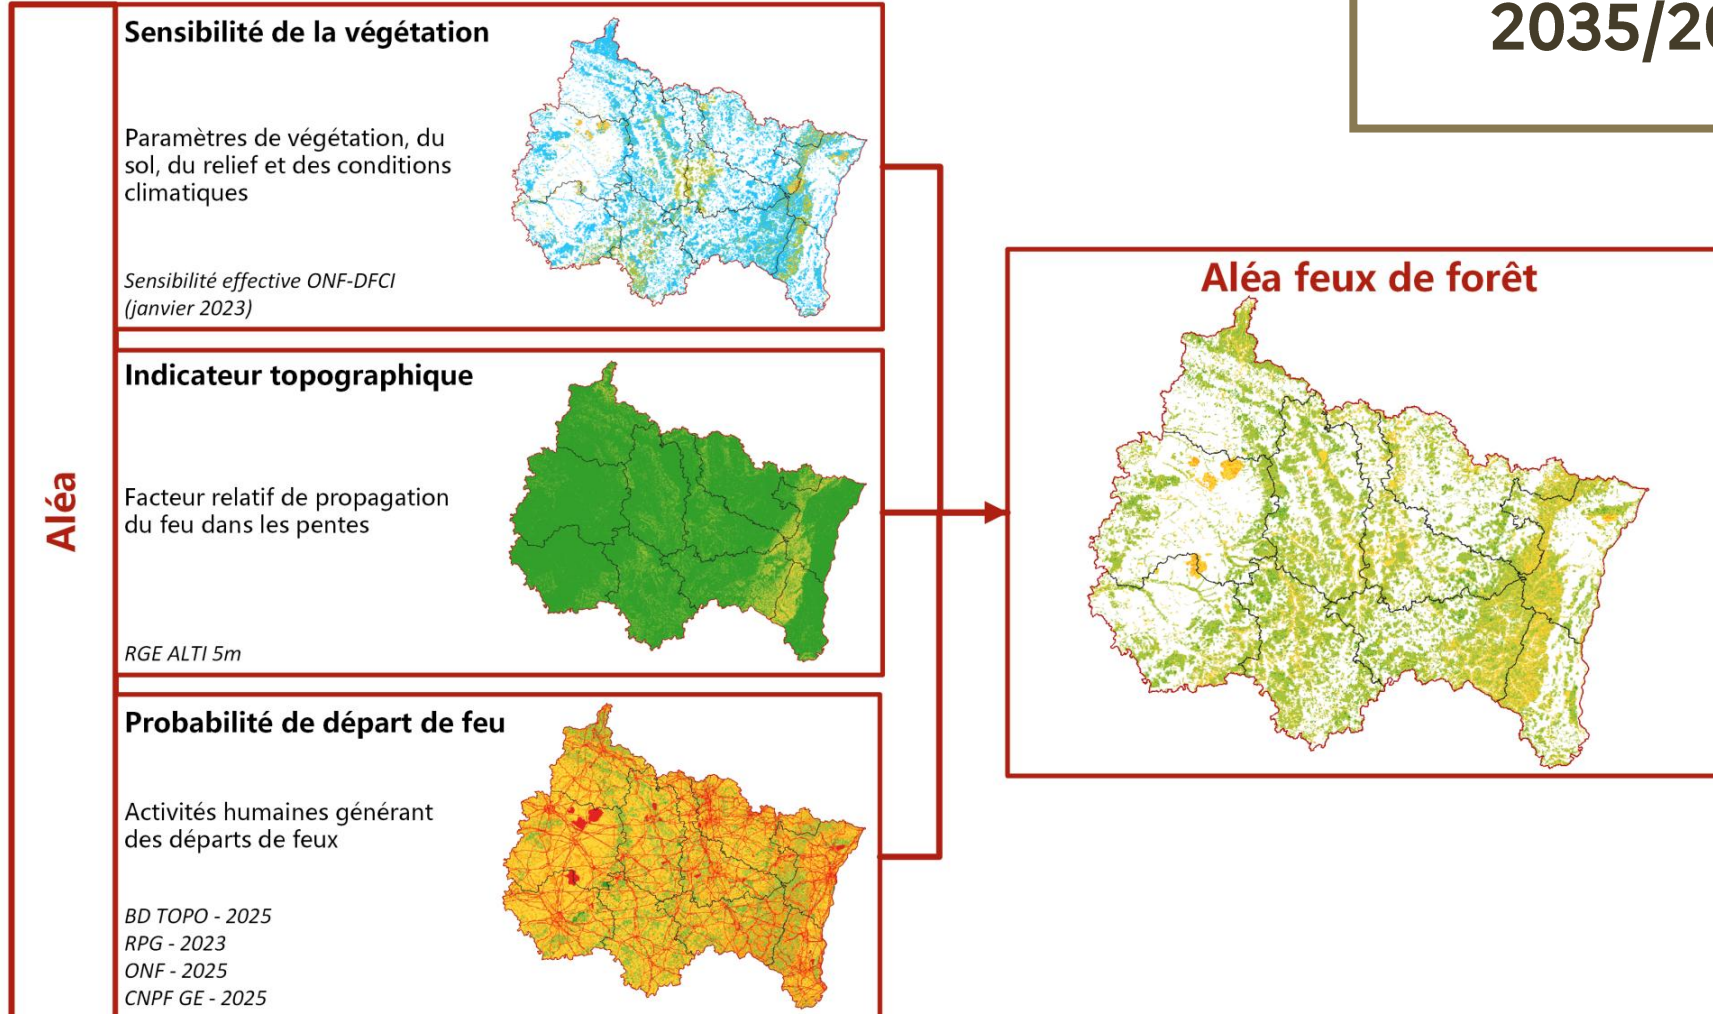 Sensibilité de la végétation
Paramètres de végétation, du
sol, du relief et des conditions
climatiques
Sensibilité effective ONF-DFCI
(janvier 2023)
Indicateur topographique
Facteur relatif de propagation
du feu dans les pentes
RGE ALTI 5m
Probabilité de départ de feu
Activités humaines générant
des départs de feux
BD TOPO - 2025
RPG - 2023
ONF - 2025
CNPF GE - 2025
Aléa
Aléa feux de forêt
2035/20